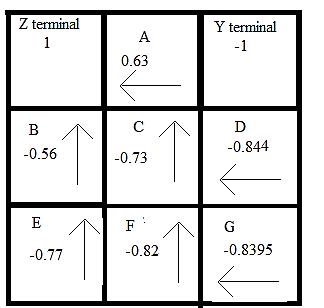 Z terminal
1
A
0.63
Y terminal
-1
B
-0.56
C
-0.73
D
-0.844
E
-0.77
F
-0.82
G
-0.8395